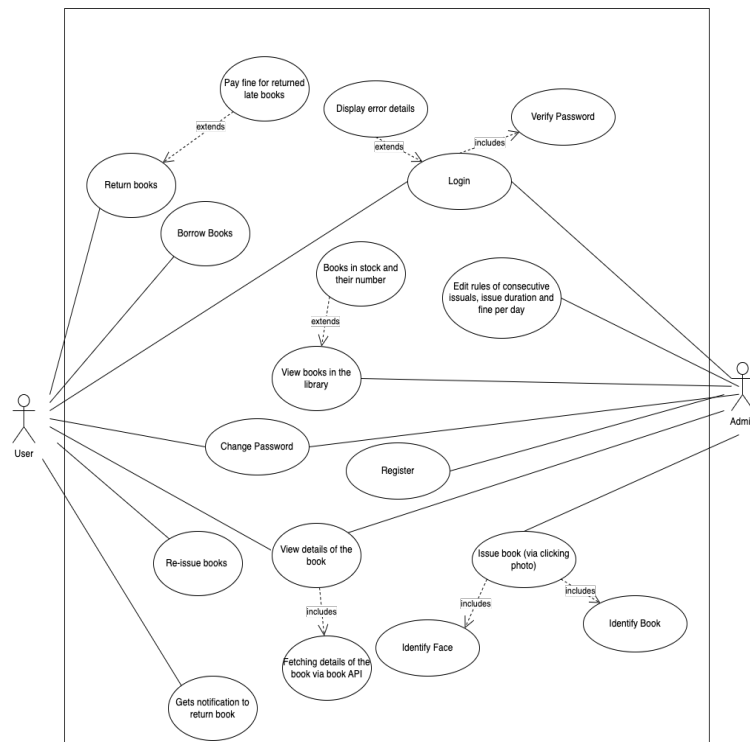 Pay fine for returned
late books
Display error details
Verify Password
extends
extends
includes
Return books
Login
Borrow Books
Books in stock and
their number
Edit rules of consecutive
issuals, issue duration and
fine per day
extends
View books in the
library
User
Admi
Change Password
Register
Re-issue books
View details of the
book
Issue book (via clicking
photo)
includes
includes
includes
Identify Face
Identify Book
Fetching details of the
book via book API
Gets notification to
return book